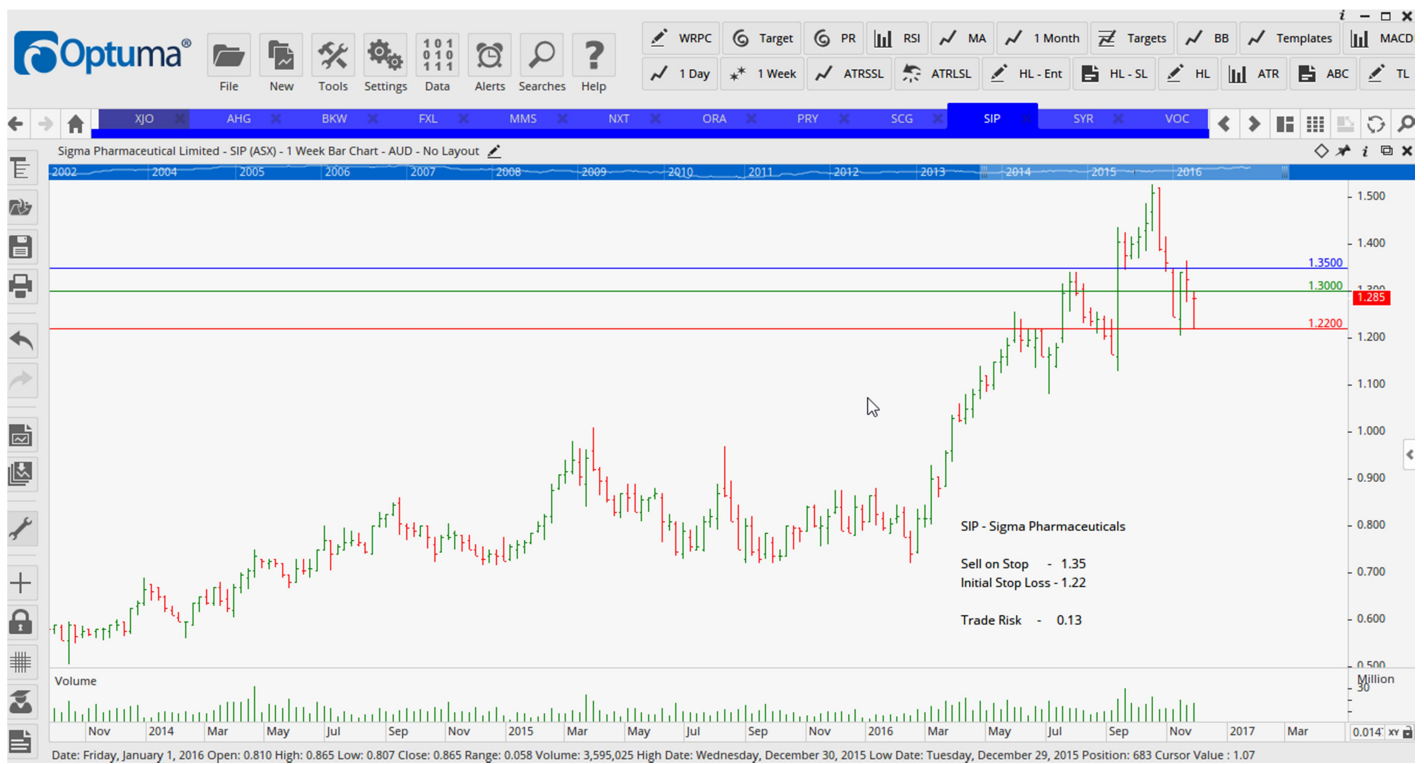 Optuma®
File
New
Tools
Settings
Data
Alerts
Searches
Help
WRPC
Target
PR
RSI
MA
1 Month
Targets
BB
Templates
MACD
1 Day
1 Week
ATRSSL
ATRLSL
HL - Ent
HL - SL
HL
ATR
ABC
TL
XJO
AHG
BKW
FXL
MMS
NXT
ORA
PRY
SCG
SIP
SYR
VOC
Sigma Pharmaceutical Limited - SIP (ASX) - 1 Week Bar Chart - AUD - No Layout
2002 2004 2005 2006 2007 2008 2009 2010 2011 2012 2013 2014 2015 2016
1.500
1.400
1.3500
1.3000
1.300
1.285
1.2200
1.200
1.100
1.000
0.900
0.800
0.700
0.600
0.500
SIP - Sigma Pharmaceuticals
Sell on Stop - 1.35
Initial Stop Loss - 1.22
Trade Risk - 0.13
Volume
Million
30
Nov 2014 Mar May Jul Sep Nov 2015 Mar May Jul Sep Nov 2016 Mar May Jul Sep Nov 2017 Mar
XY
Date: Friday, January 1, 2016 Open: 0.810 High: 0.865 Low: 0.807 Close: 0.865 Range: 0.058 Volume: 3,595,025 High Date: Wednesday, December 30, 2015 Low Date: Tuesday, December 29, 2015 Position: 683 Cursor Value : 1.07